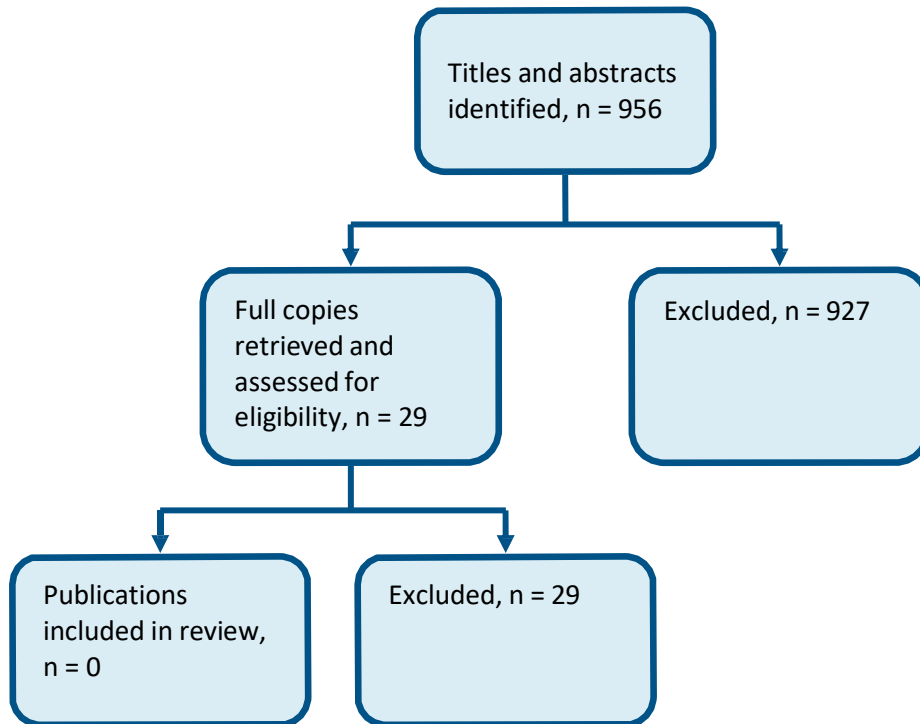 Titles and abstracts
identified, n = 956
Full copies
retrieved and
assessed for
eligibility, n = 29
Excluded, n = 927
Publications
included in review,
n = 0
Excluded, n = 29